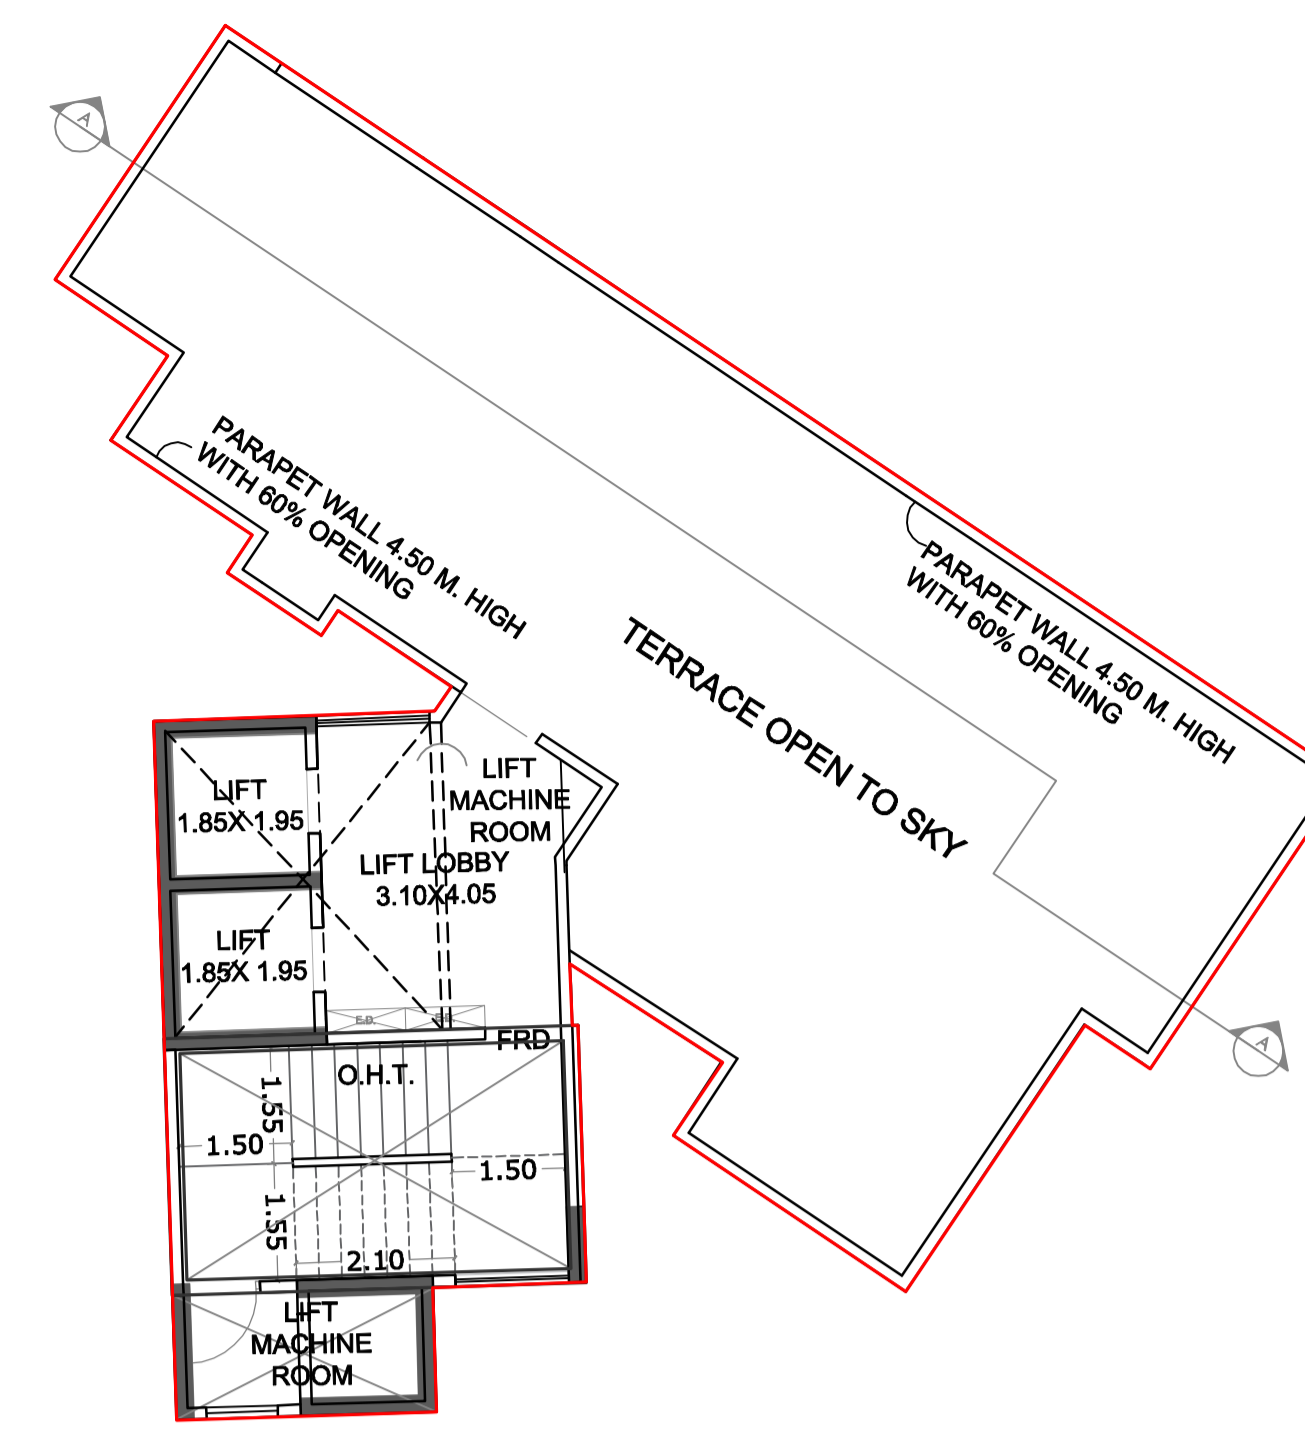 A
PARAPET WALL 4.50 M. HIGH
WITH 60% OPENING
PARAPET WALL 4.50 M. HIGH
WITH 60% OPENING
TERRACE OPEN TO SKY
LIFT
1.85X 1.95
LIFT
MACHINE
ROOM
LIFT LOBBY
3.10X4.05
LIFT
1.85X 1.95
E.D.
E.D.
FRD
A
O.H.T.
1.55
1.50
1.50
1.55
2.10
LIFT
MACHINE
ROOM